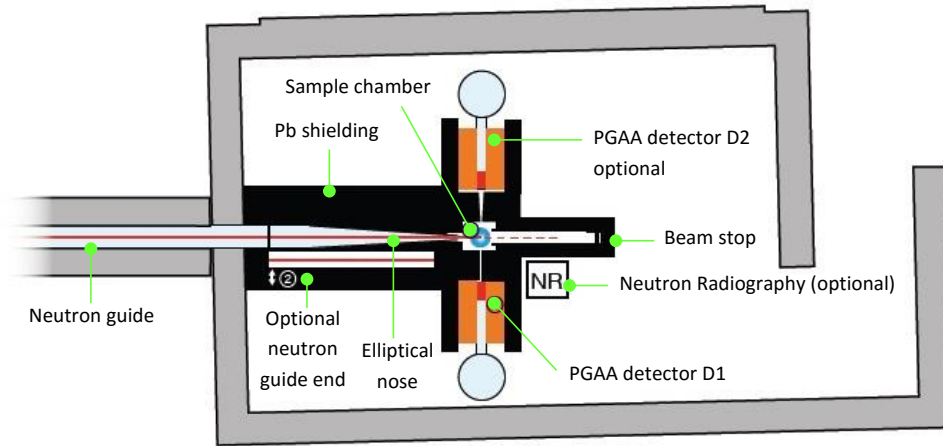 Sample chamber
Pb shielding
PGAA detector D2
optional
Beam stop
NR
Neutron Radiography (optional)
②
Neutron guide
Optional
neutron
guide end
Elliptical
nose
PGAA detector D1